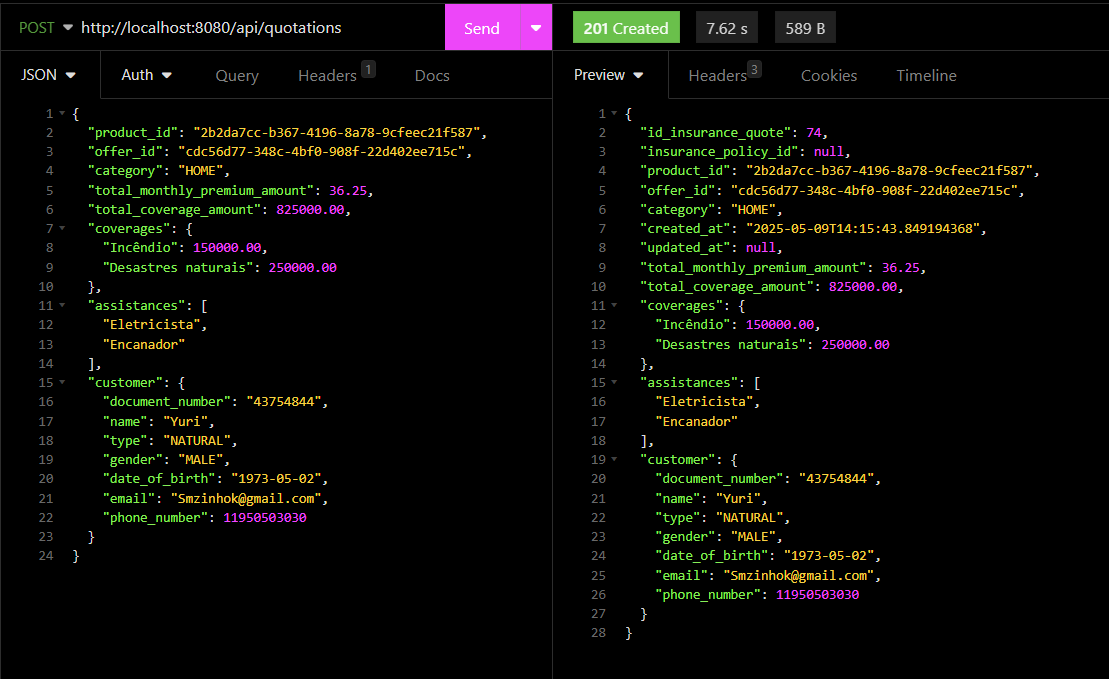 POST http://localhost:8080/api/quotations Send 201 Created 7.62 s 589 B
JSON Auth Query Headers 1 Docs Preview Headers 3 Cookies Timeline
1 {
2 "product_id": "2b2da7cc-b367-4196-8a78-9cfeec21f587",
3 "offer_id": "cdc56d77-348c-4bf0-908f-22d402ee715c",
4 "category": "HOME",
5 "total_monthly_premium_amount": 36.25,
6 "total_coverage_amount": 825000.00,
7 "coverages": {
8 "Incêndio": 150000.00,
9 "Desastres naturais": 250000.00
10 },
11 "assistances": [
12 "Eletricista",
13 "Encanador"
14 ],
15 "customer": {
16 "document_number": "43754844",
17 "name": "Yuri",
18 "type": "NATURAL",
19 "gender": "MALE",
20 "date_of_birth": "1973-05-02",
21 "email": "Smzinhok@gmail.com",
22 "phone_number": 11950503030
23 }
24 }
1 {
2 "id_insurance_quote": 74,
3 "insurance_policy_id": null,
4 "product_id": "2b2da7cc-b367-4196-8a78-9cfeec21f587",
5 "offer_id": "cdc56d77-348c-4bf0-908f-22d402ee715c",
6 "category": "HOME",
7 "created_at": "2025-05-09T14:15:43.849194368",
8 "updated_at": null,
9 "total_monthly_premium_amount": 36.25,
10 "total_coverage_amount": 825000.00,
11 "coverages": {
12 "Incêndio": 150000.00,
13 "Desastres naturais": 250000.00
14 },
15 "assistances": [
16 "Eletricista",
17 "Encanador"
18 ],
19 "customer": {
20 "document_number": "43754844",
21 "name": "Yuri",
22 "type": "NATURAL",
23 "gender": "MALE",
24 "date_of_birth": "1973-05-02",
25 "email": "Smzinhok@gmail.com",
26 "phone_number": 11950503030
27 }
28 }